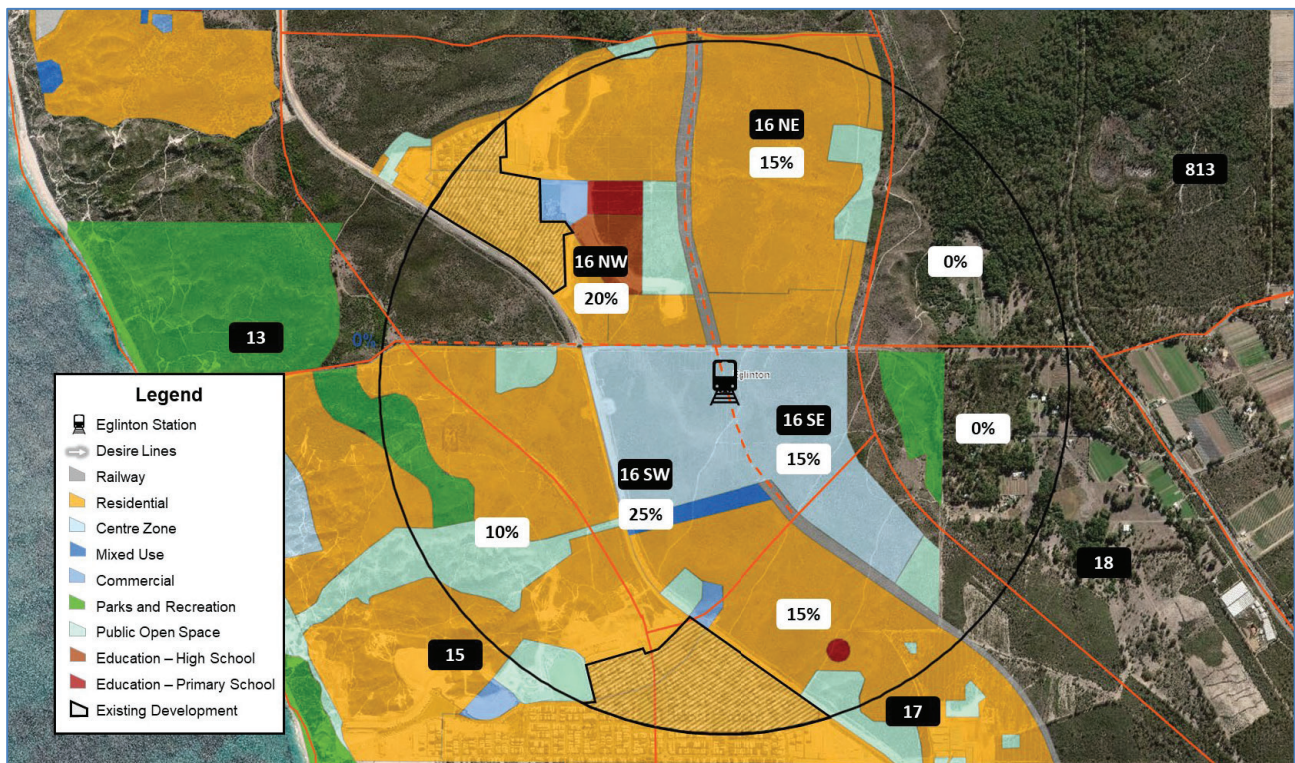 16 NE
15%
813
0%
16 NW
20%
13
0%
Eglinton
16 SE
15%
0%
16 SW
25%
10%
18
15%
15
17
Legend
Eglinton Station
Desire Lines
Railway
Residential
Centre Zone
Mixed Use
Commercial
Parks and Recreation
Public Open Space
Education – High School
Education – Primary School
Existing Development